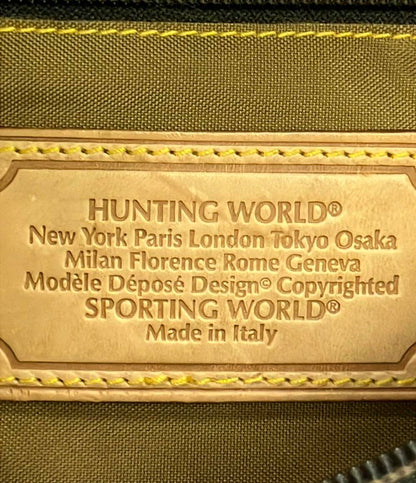 HUNTING WORLD®
New York Paris London Tokyo Osaka
Milan Florence Rome Geneva
Modèle Déposé Design© Copyrighted
SPORTING WORLD®
Made in Italy